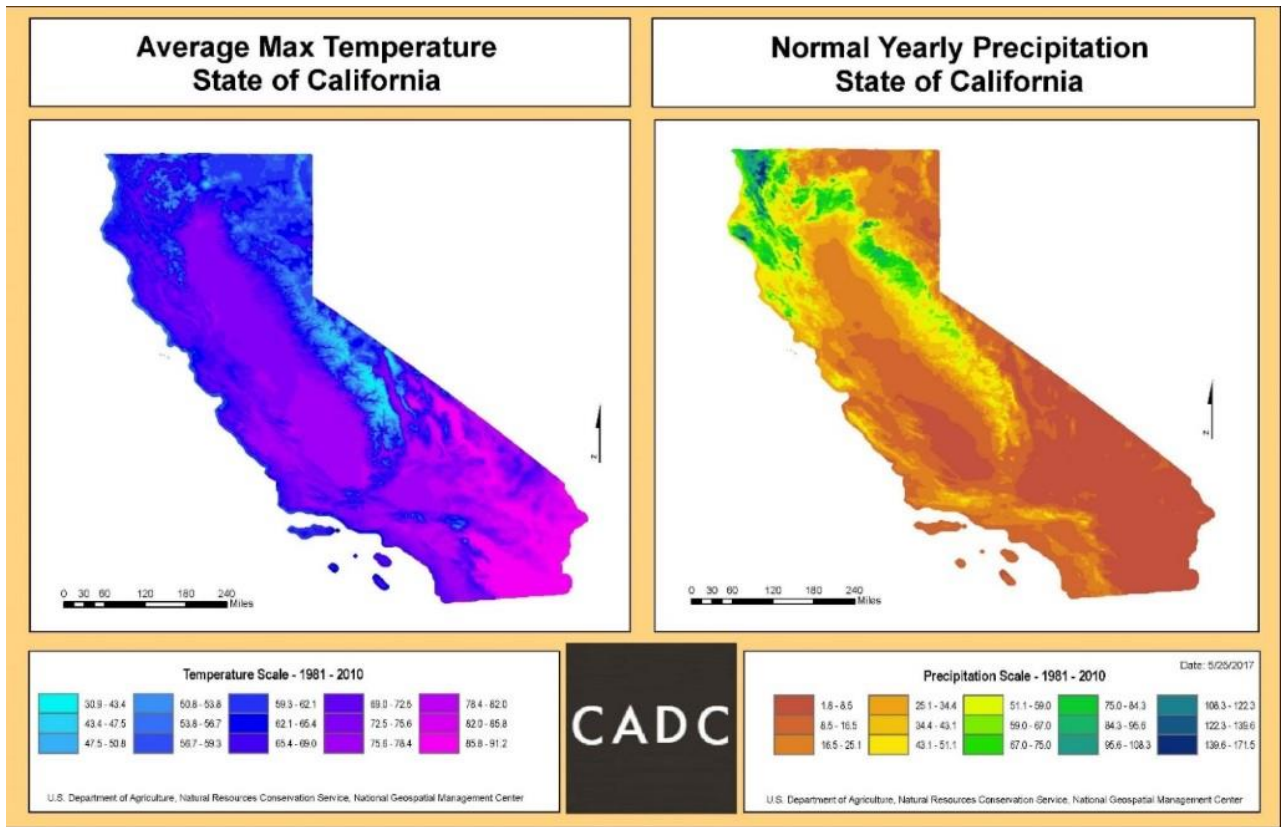 Average Max Temperature
State of California
Normal Yearly Precipitation
State of California
N
0 30 60 120 180 240
Miles
N
0 30 60 120 180 240
Miles
Temperature Scale - 1981 - 2010
30.9 - 43.4
43.4 - 47.5
47.5 - 50.8
50.8 - 53.8
53.8 - 56.7
56.7 - 59.3
59.3 - 62.1
62.1 - 65.4
65.4 - 69.0
69.0 - 72.5
72.5 - 75.6
75.6 - 78.4
78.4 - 82.0
82.0 - 85.8
85.8 - 91.2
U.S. Department of Agriculture, Natural Resources Conservation Service, National Geospatial Management Center
CADC
Date: 5/25/2017
Precipitation Scale - 1981 - 2010
1.8 - 8.5
8.5 - 16.5
16.5 - 25.1
25.1 - 34.4
34.4 - 43.1
43.1 - 51.1
51.1 - 59.0
59.0 - 67.0
67.0 - 75.0
75.0 - 84.3
84.3 - 95.6
95.6 - 108.3
108.3 - 122.3
122.3 - 139.6
139.6 - 171.5
U.S. Department of Agriculture, Natural Resources Conservation Service, National Geospatial Management Center